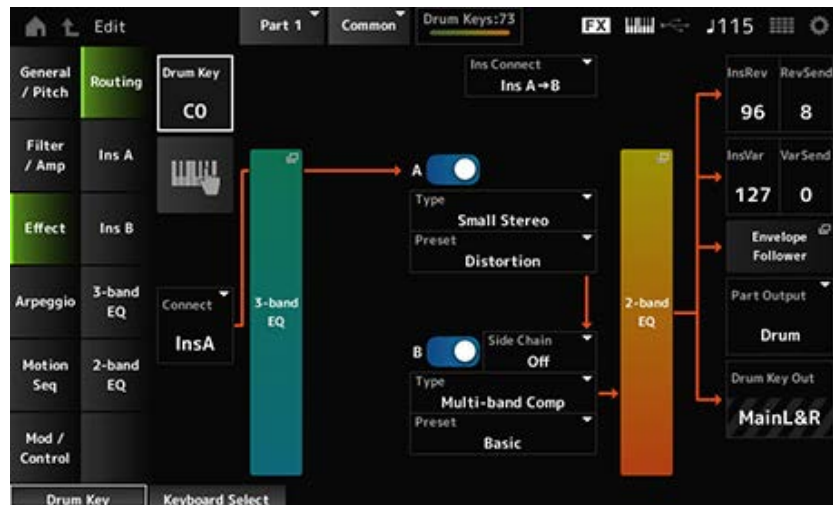 Edit
Part 1
Common
Drum Keys:73
FX
♩115
General / Pitch
Filter / Amp
Effect
Arpeggio
Motion Seq
Mod / Control
Routing
Ins A
Ins B
3-band EQ
2-band EQ
Drum Key
C0
Connect
InsA
3-band EQ
Ins Connect
Ins A→B
A
Type
Small Stereo
Preset
Distortion
B
Side Chain
Off
Type
Multi-band Comp
Preset
Basic
2-band EQ
InsRev RevSend
96 8
InsVar VarSend
127 0
Envelope Follower
Part Output
Drum
Drum Key Out
MainL&R
Drum Key
Keyboard Select